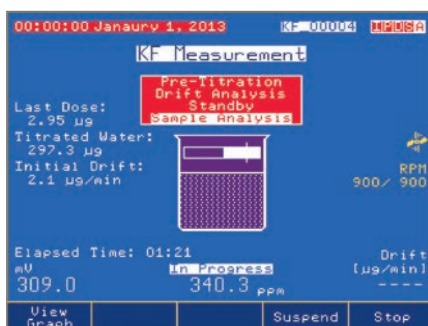 00:00:00 Janaury 1, 2013 KF_00004 IPUSA
KF Measurement
Pre-Titration
Drift Analysis
Standby
Sample Analysis
Last Dose:
2.95 µg
Titrated Water:
297.3 µg
Initial Drift:
2.1 µg/min
RPM
900/ 900
Elapsed Time: 01:21
Drift
mV In Progress [µg/min]
309.0 340.3 ppm ----
View Graph Suspend Stop